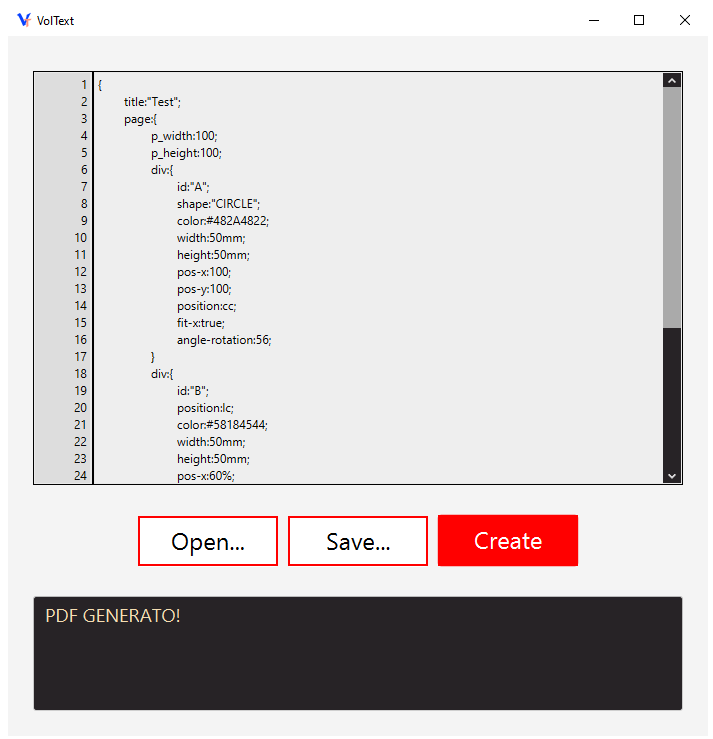 VolText
1 {
2 title:"Test";
3 page:{
4 p_width:100;
5 p_height:100;
6 div:{
7 id:"A";
8 shape:"CIRCLE";
9 color:#482A4822;
10 width:50mm;
11 height:50mm;
12 pos-x:100;
13 pos-y:100;
14 position:cc;
15 fit-x:true;
16 angle-rotation:56;
17 }
18 div:{
19 id:"B";
20 position:lc;
21 color:#58184544;
22 width:50mm;
23 height:50mm;
24 pos-x:60%;
Open... Save... Create
PDF GENERATO!